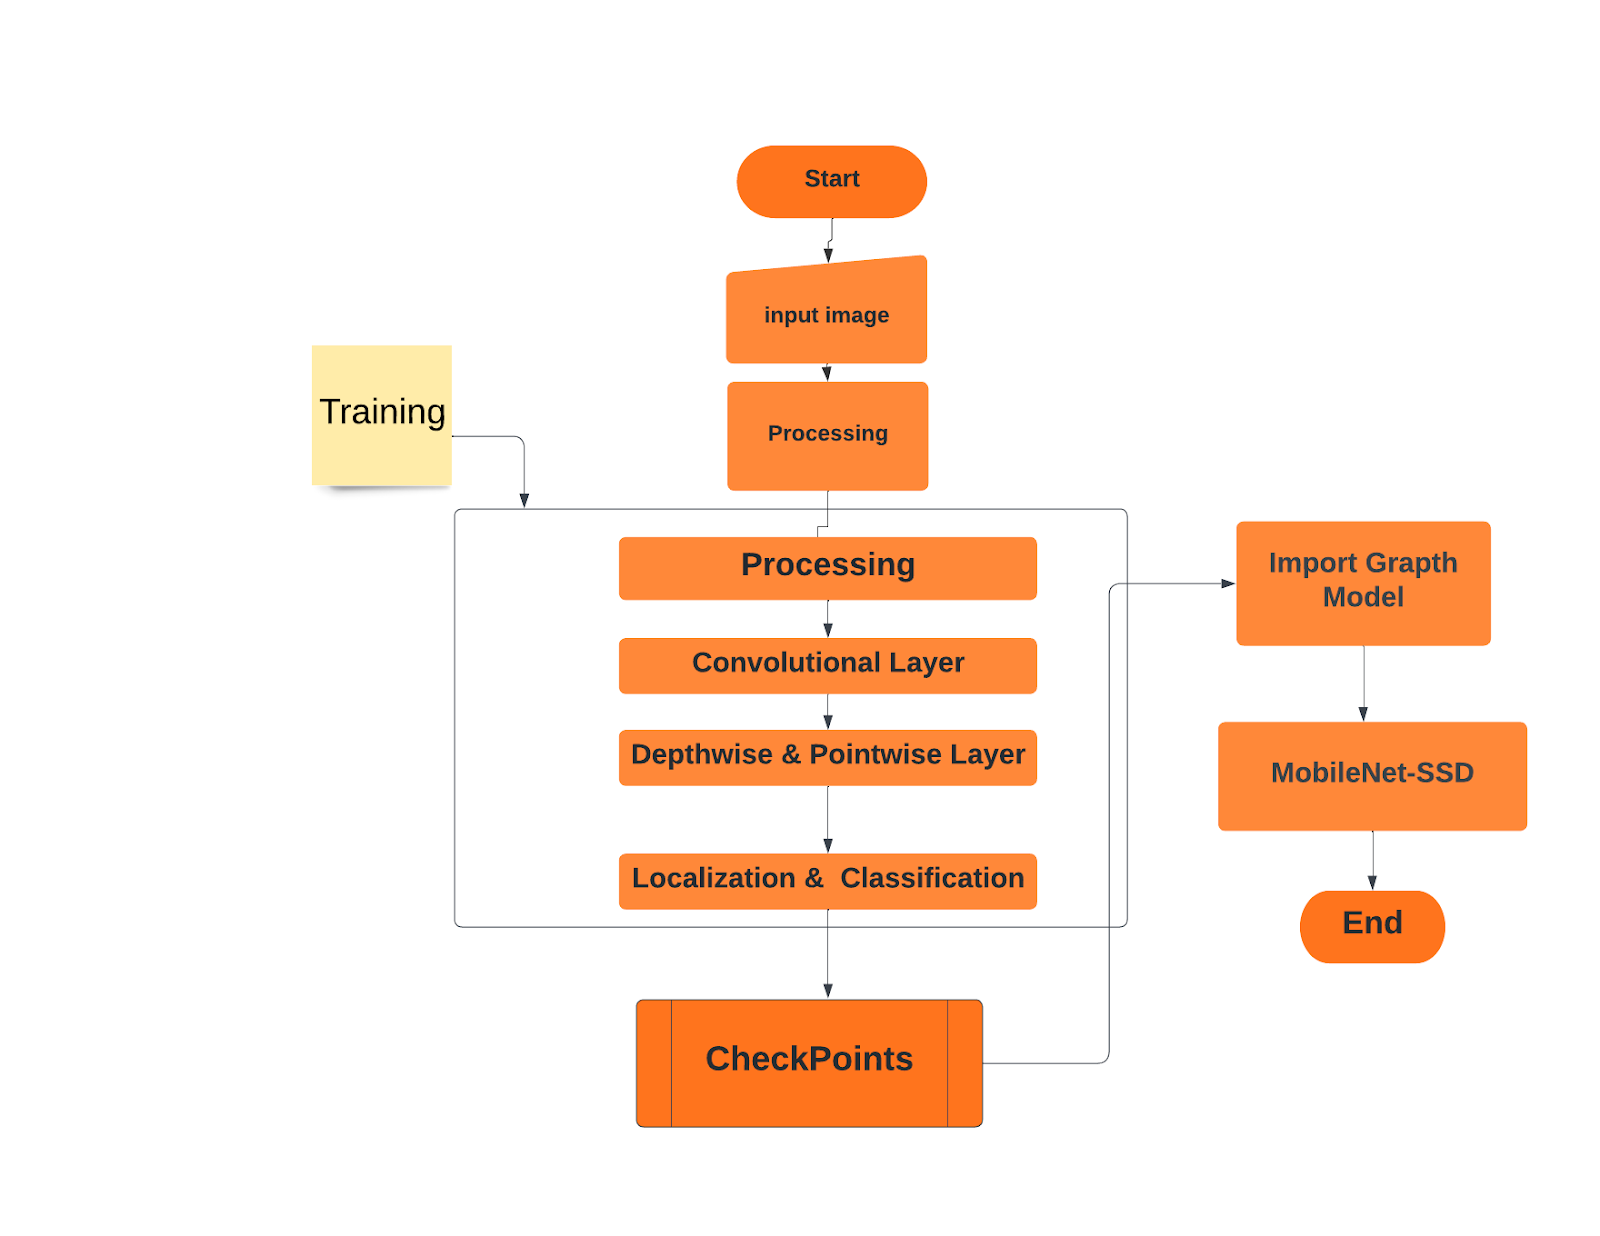 Start
input image
Processing
Training
Processing
Convolutional Layer
Depthwise & Pointwise Layer
Localization &  Classification
CheckPoints
Import Grapth
Model
MobileNet-SSD
End